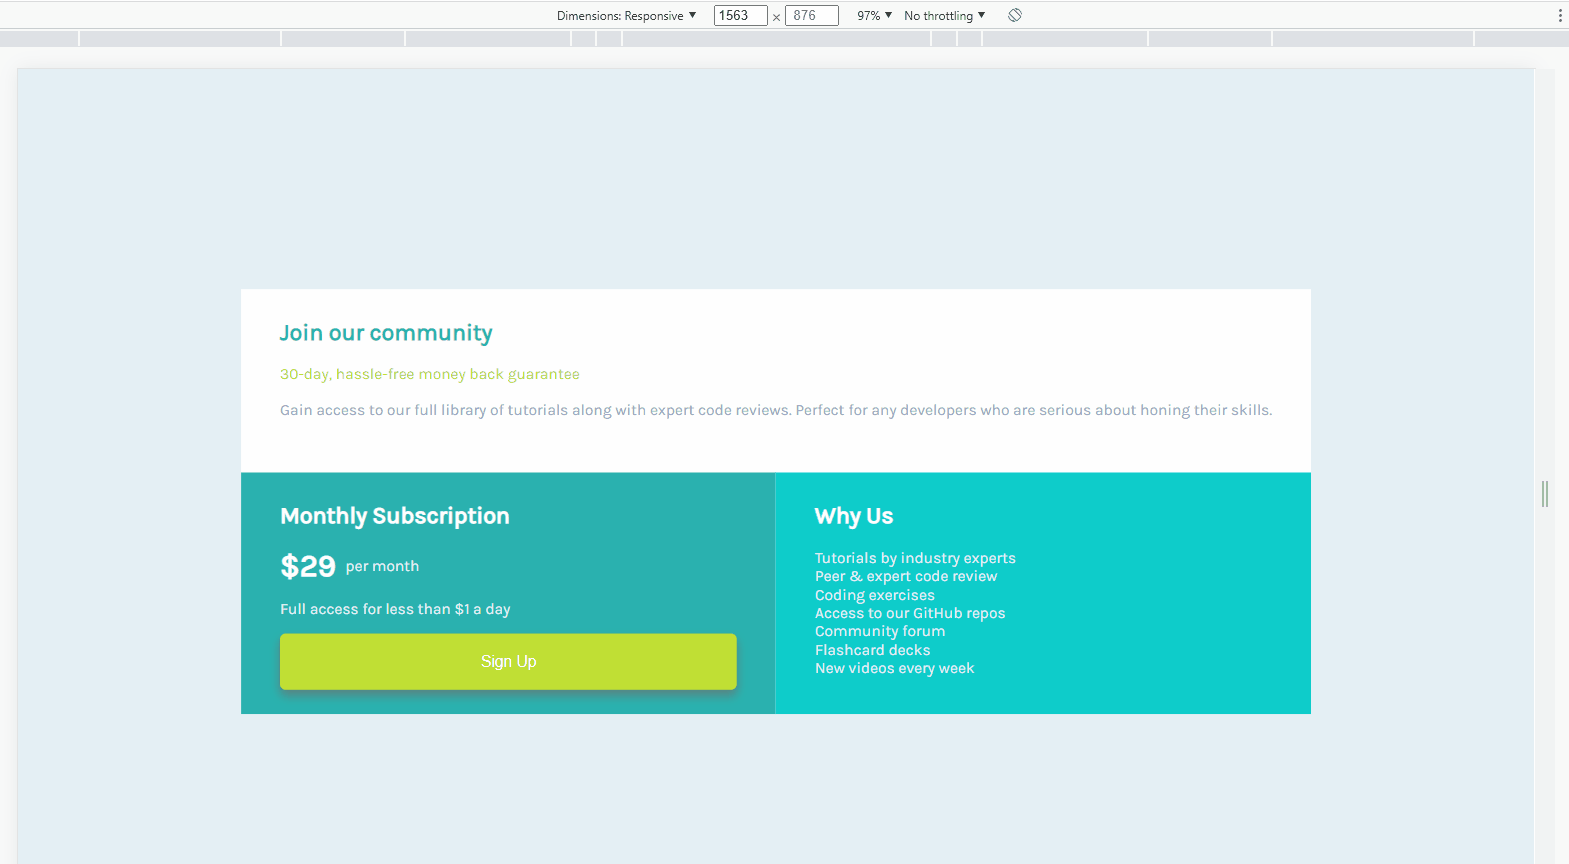 Dimensions: Responsive ▼ 1563 × 876 97% ▼ No throttling ▼
Join our community
30-day, hassle-free money back guarantee
Gain access to our full library of tutorials along with expert code reviews. Perfect for any developers who are serious about honing their skills.
Monthly Subscription
$29 per month
Full access for less than $1 a day
Sign Up
Why Us
Tutorials by industry experts
Peer & expert code review
Coding exercises
Access to our GitHub repos
Community forum
Flashcard decks
New videos every week